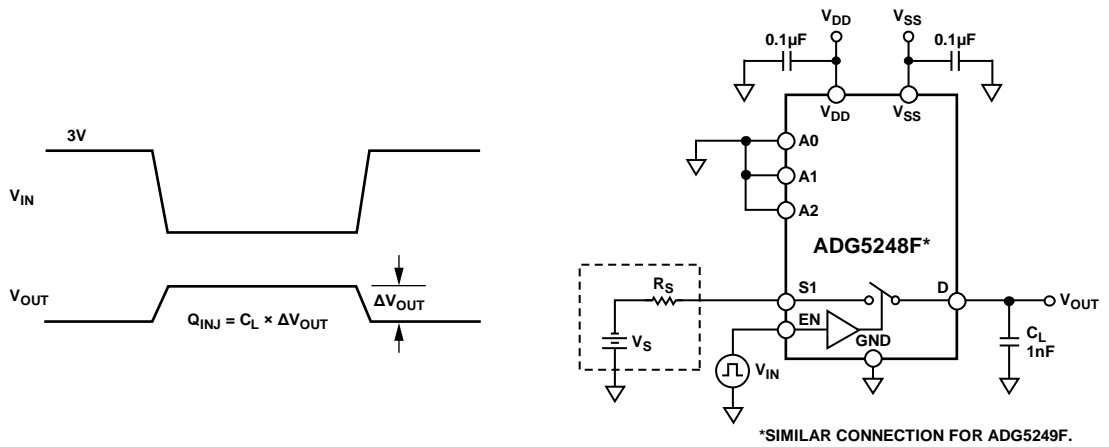 3V
V_IN
V_OUT
ΔV_OUT
Q_INJ = C_L × ΔV_OUT
V_DD
V_SS
0.1µF
0.1µF
V_DD
V_SS
A0
A1
A2
ADG5248F*
R_S
S1
D
V_OUT
V_S
EN
GND
C_L
1nF
V_IN
*SIMILAR CONNECTION FOR ADG5249F.